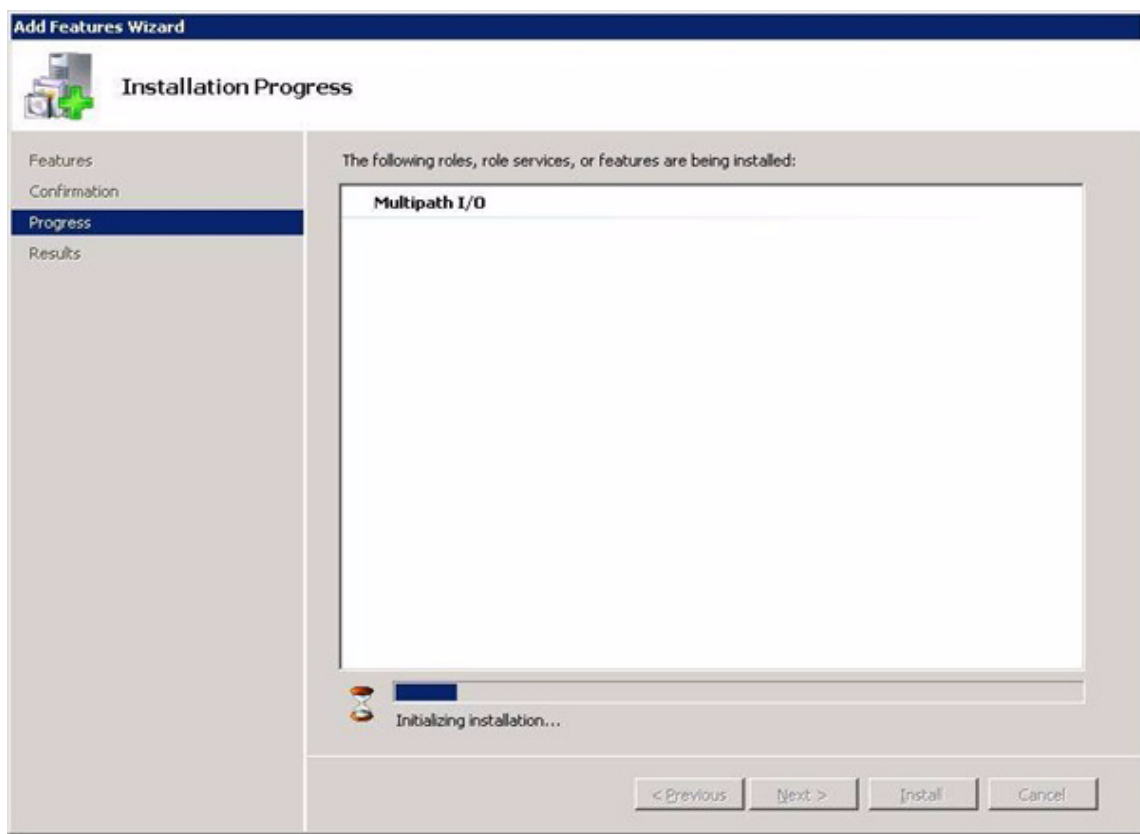 Add Features Wizard
Installation Progress
Features
Confirmation
Progress
Results
The following roles, role services, or features are being installed:
Multipath I/O
Initializing installation...
< Previous
Next >
Install
Cancel